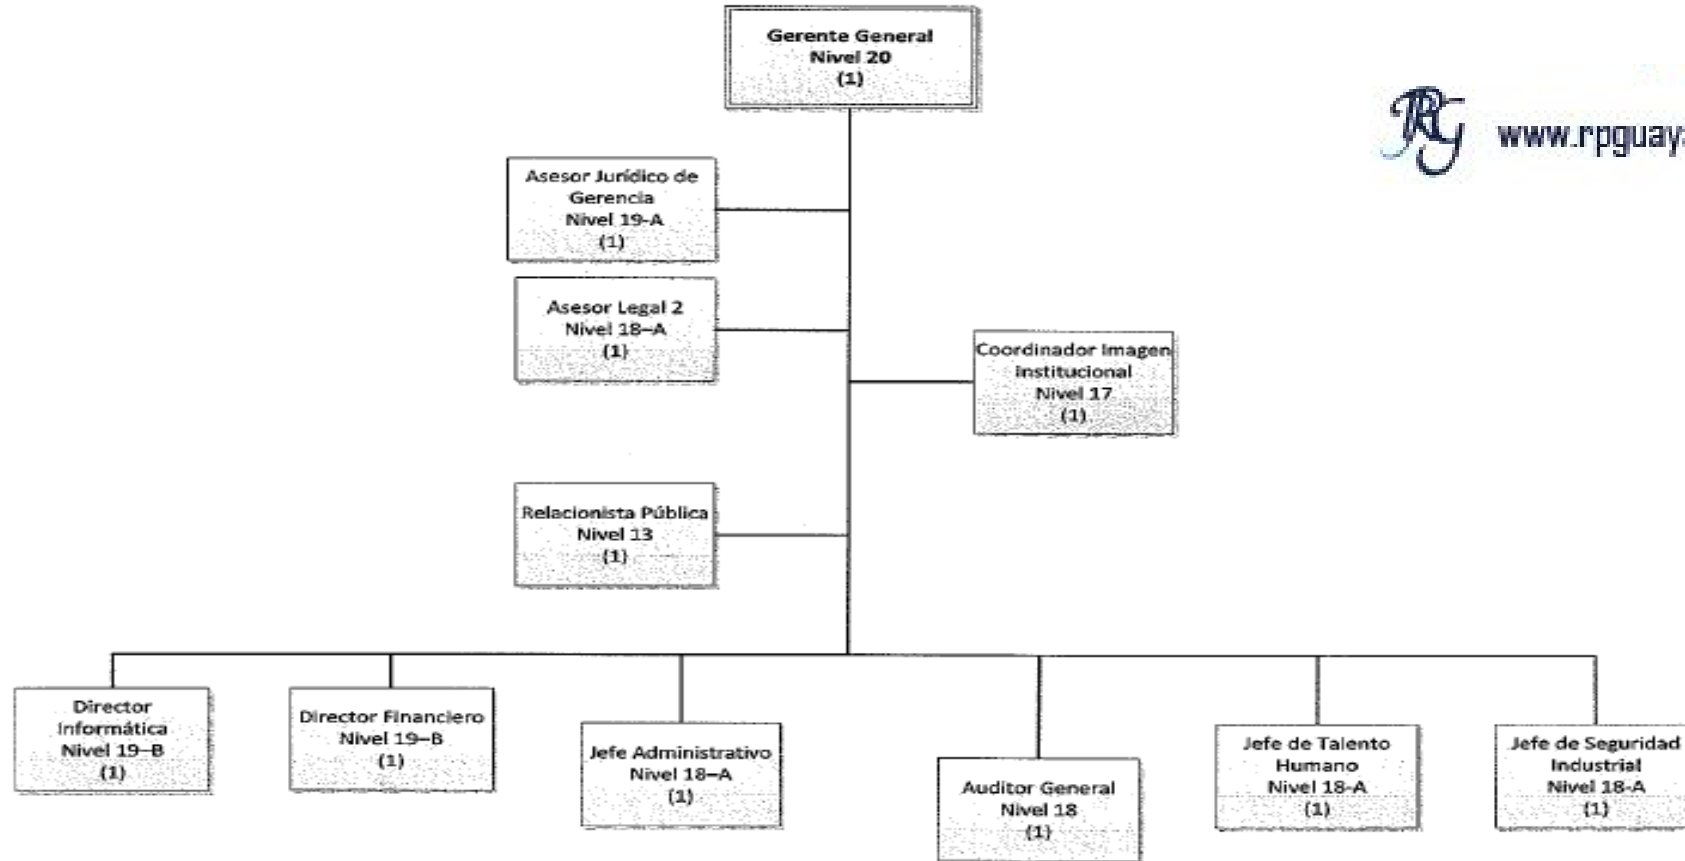 Gerente General
Nivel 20
(1)
www.rpguay
Asesor Jurídico de
Gerencia
Nivel 19-A
(1)
Asesor Legal 2
Nivel 18–A
(1)
Coordinador Imagen
Institucional
Nivel 17
(1)
Relacionista Pública
Nivel 13
(1)
Director
Informática
Nivel 19–B
(1)
Director Financiero
Nivel 19–B
(1)
Jefe Administrativo
Nivel 18–A
(1)
Auditor General
Nivel 18
(1)
Jefe de Talento
Humano
Nivel 18-A
(1)
Jefe de Seguridad
Industrial
Nivel 18-A
(1)